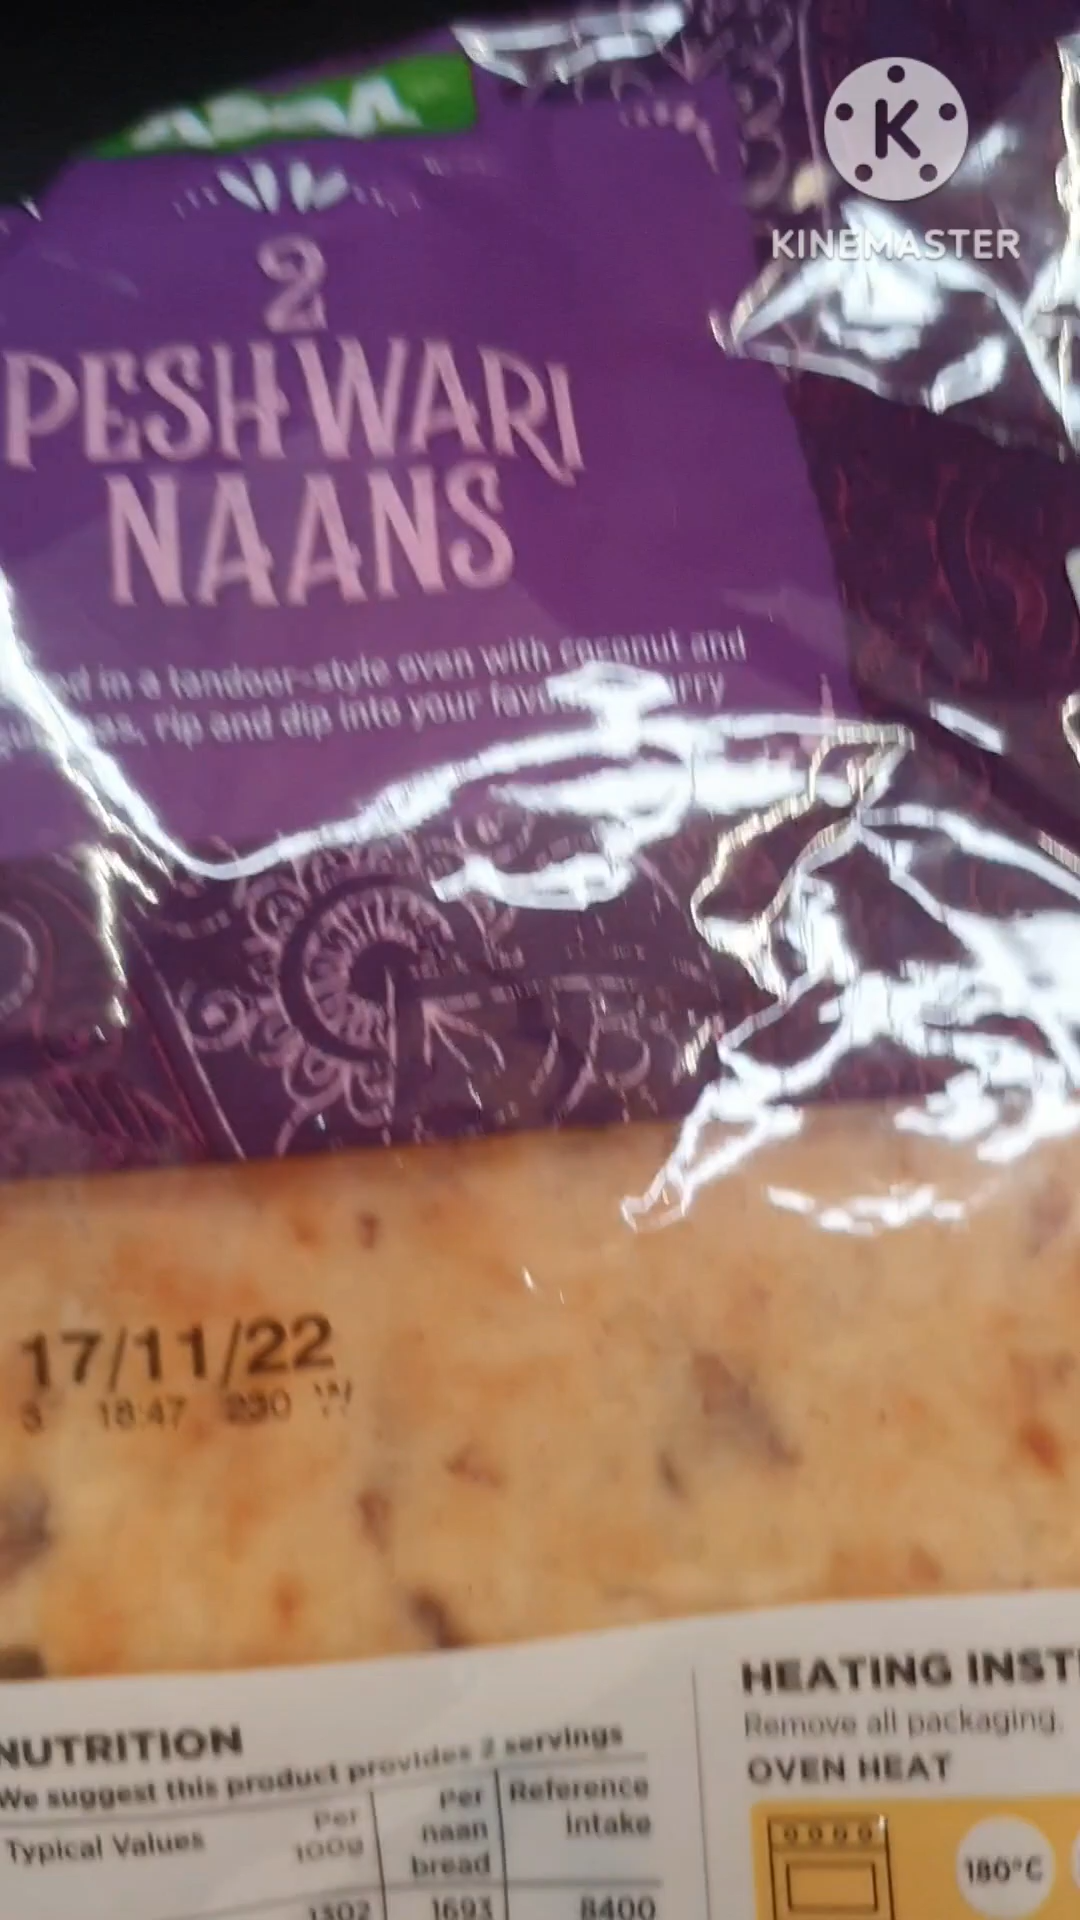 ASDA
KINEMASTER
2
PESHWARI
NAANS
in a tandoor-style oven with coconut and
rip and dip into your favourite curry
17/11/22
3 18:47 230
NUTRITION
We suggest this product provides 2 servings
Typical Values
Per
100g
Per
naan
bread
Reference
intake
1302 1693 8400
HEATING
Remove all packaging.
OVEN HEAT
180°C